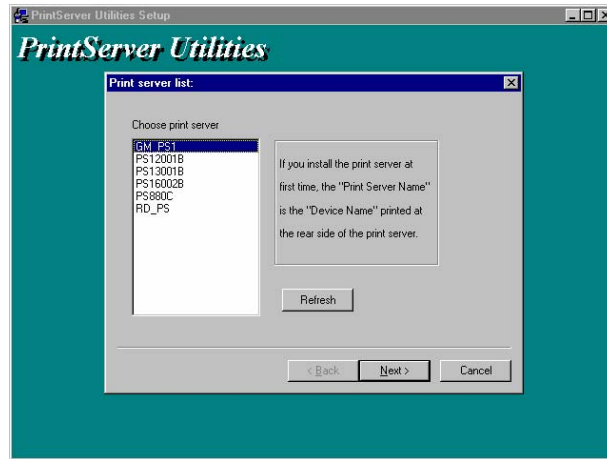 PrintServer Utilities Setup
PrintServer Utilities
Print server list:
Choose print server
GM_PS1
PS12001B
PS13001B
PS16002B
PS880C
RD_PS
If you install the print server at
first time, the "Print Server Name"
is the "Device Name" printed at
the rear side of the print server.
Refresh
< Back
Next >
Cancel